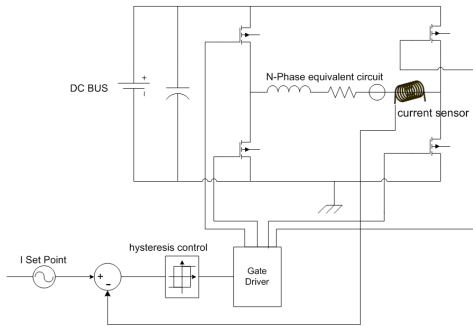 DC BUS
+
-
N-Phase equivalent circuit
current sensor
hysteresis control
I Set Point
+
-
Gate
Driver